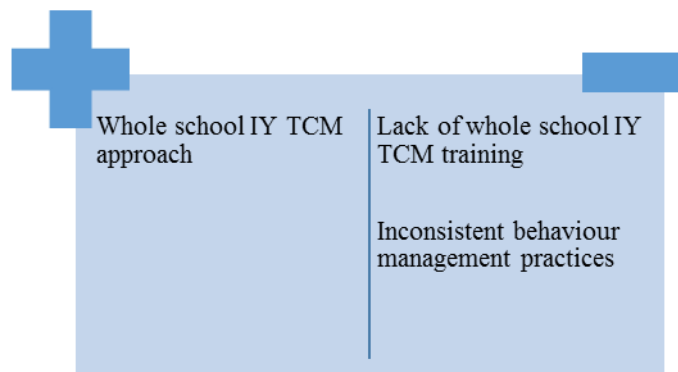 Whole school IY TCM
approach
Lack of whole school IY
TCM training
Inconsistent behaviour
management practices